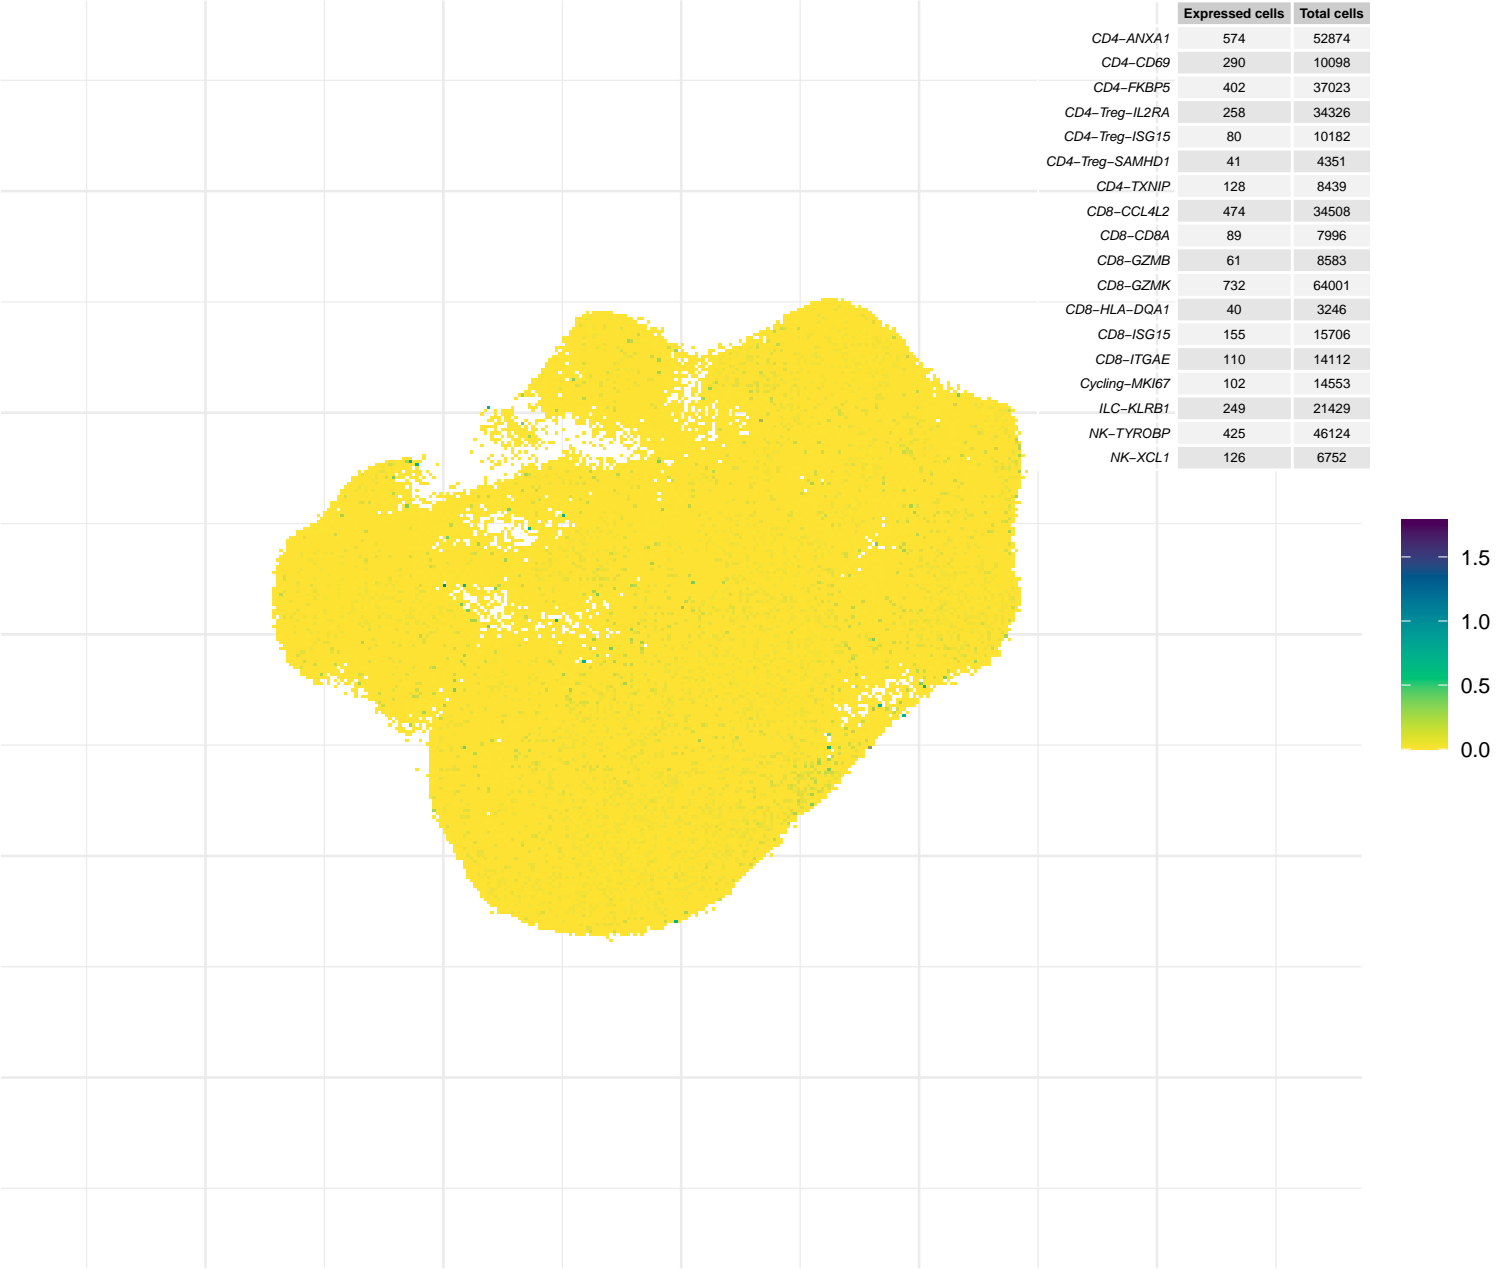 Expressed cells Total cells
CD4−ANXA1 574 52874
CD4−CD69 290 10098
CD4−FKBP5 402 37023
CD4−Treg−IL2RA 258 34326
CD4−Treg−ISG15 80 10182
CD4−Treg−SAMHD1 41 4351
CD4−TXNIP 128 8439
CD8−CCL4L2 474 34508
CD8−CD8A 89 7996
CD8−GZMB 61 8583
CD8−GZMK 732 64001
CD8−HLA−DQA1 40 3246
CD8−ISG15 155 15706
CD8−ITGAE 110 14112
Cycling−MKI67 102 14553
ILC−KLRB1 249 21429
NK−TYROBP 425 46124
NK−XCL1 126 6752
1.5
1.0
0.5
0.0